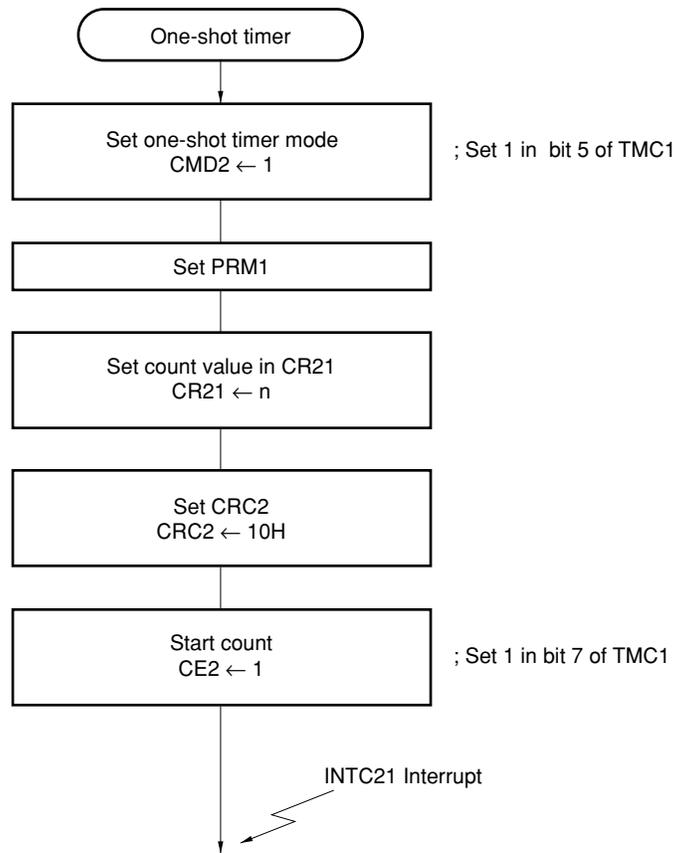 One-shot timer
Set one-shot timer mode
CMD2 ← 1
; Set 1 in bit 5 of TMC1
Set PRM1
Set count value in CR21
CR21 ← n
Set CRC2
CRC2 ← 10H
Start count
CE2 ← 1
; Set 1 in bit 7 of TMC1
INTC21 Interrupt